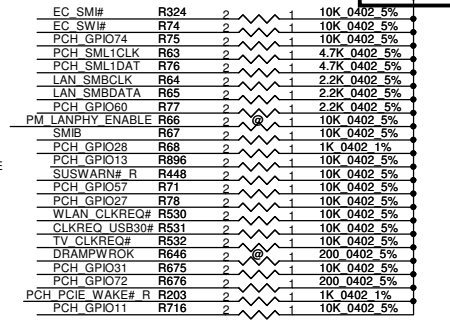 EC_SMI# R324 2 1 10K_0402_5%
EC_SWI# R74 2 1 10K_0402_5%
PCH_GPIO74 R75 2 1 10K_0402_5%
PCH_SML1CLK R63 2 1 4.7K_0402_5%
PCH_SML1DAT R76 2 1 4.7K_0402_5%
LAN_SMBCLK R64 2 1 2.2K_0402_5%
LAN_SMBDATA R65 2 1 2.2K_0402_5%
PCH_GPIO60 R77 2 1 2.2K_0402_5%
PM_LANPHY_ENABLE R66 2 @ 1 10K_0402_5%
SMIB R67 2 1 10K_0402_5%
PCH_GPIO28 R68 2 1 1K_0402_1%
PCH_GPIO13 R896 2 1 10K_0402_5%
SUSWARN#_R R448 2 1 10K_0402_5%
PCH_GPIO57 R71 2 1 10K_0402_5%
PCH_GPIO27 R78 2 1 10K_0402_5%
WLAN_CLKREQ# R530 2 1 10K_0402_5%
CLKREQ_USB30# R531 2 1 10K_0402_5%
TV_CLKREQ# R532 2 1 10K_0402_5%
DRAMPWROK R646 2 @ 1 200_0402_5%
PCH_GPIO31 R675 2 1 10K_0402_5%
PCH_GPIO72 R676 2 1 200_0402_5%
PCH_PCIE_WAKE#_R R203 2 1 1K_0402_1%
PCH_GPIO11 R716 2 1 10K_0402_5%